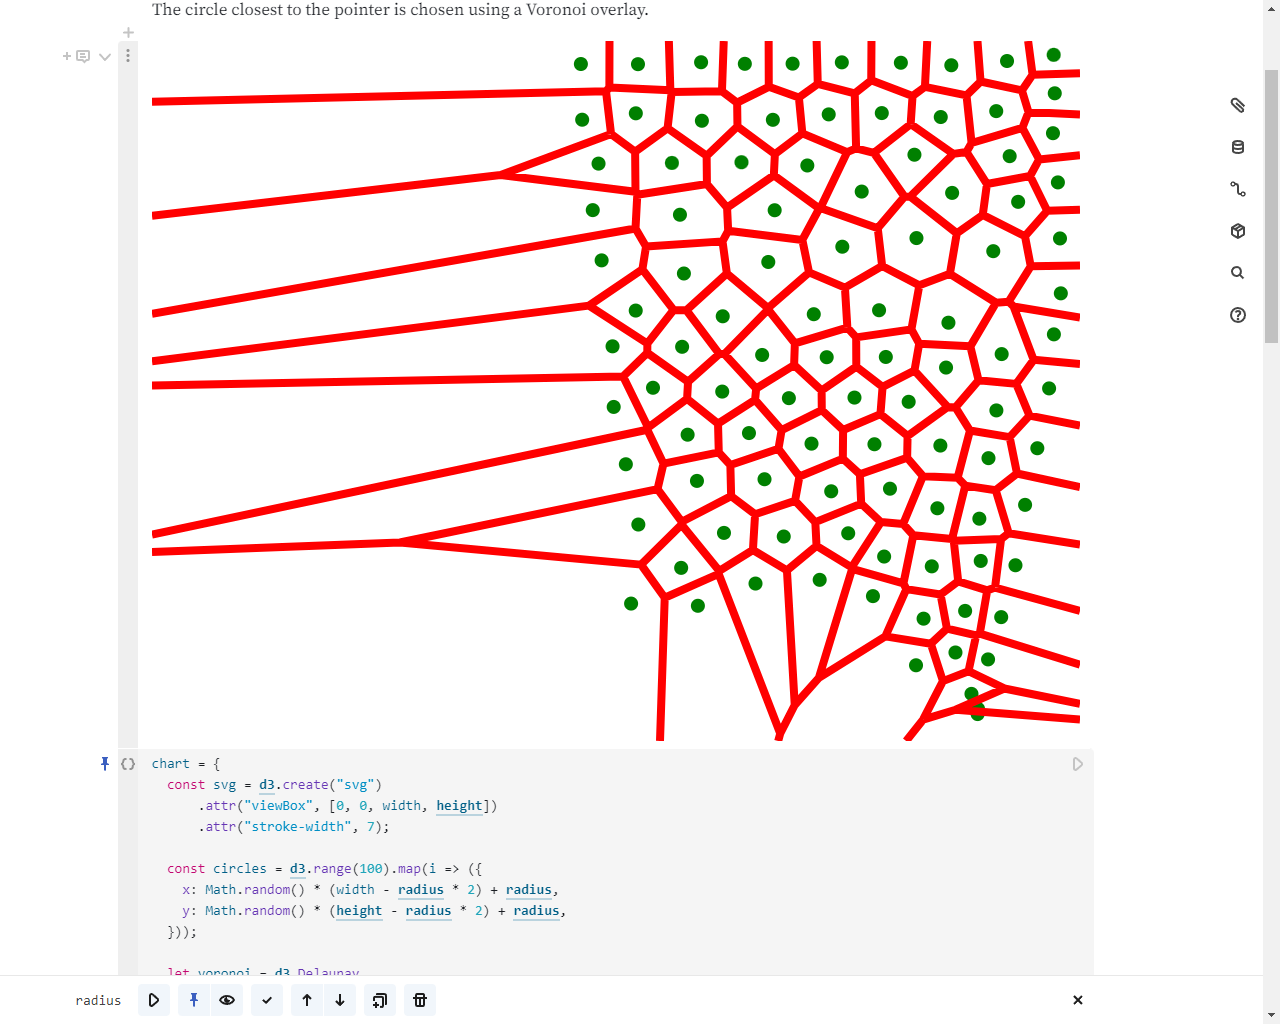 The circle closest to the pointer is chosen using a Voronoi overlay.
chart = {
  const svg = d3.create("svg")
      .attr("viewBox", [0, 0, width, height])
      .attr("stroke-width", 7);
  const circles = d3.range(100).map(i => ({
    x: Math.random() * (width - radius * 2) + radius,
    y: Math.random() * (height - radius * 2) + radius,
  }));
  let voronoi = d3.Delaunay
radius